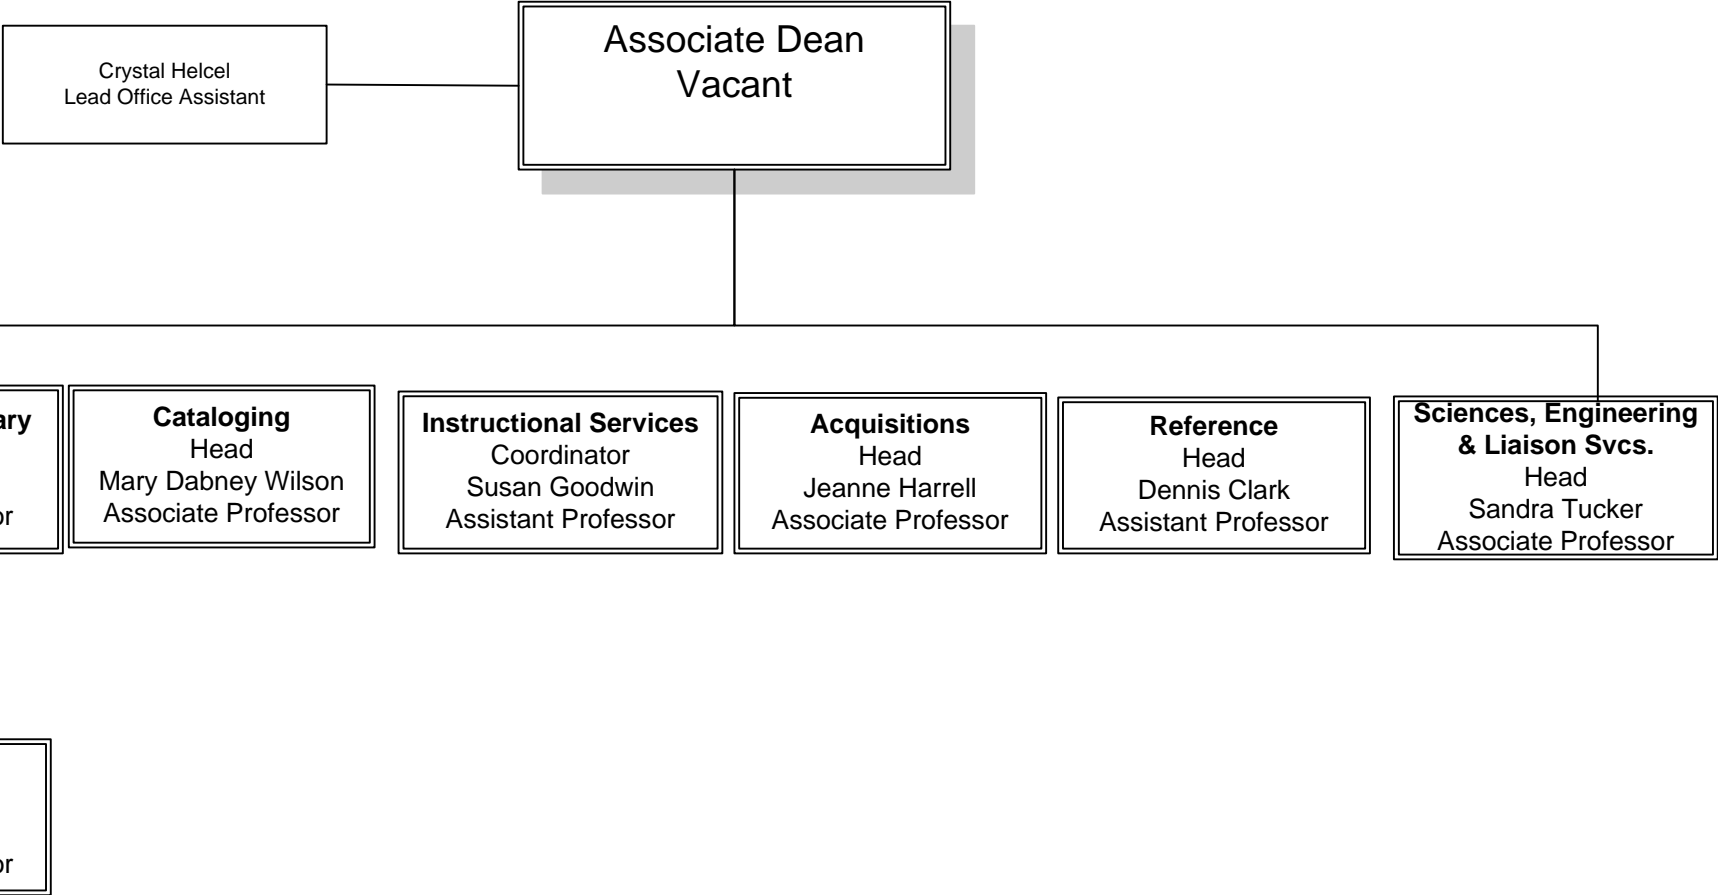 Crystal Helcel
Lead Office Assistant
Associate Dean
Vacant
Cataloging
Head
Mary Dabney Wilson
Associate Professor
Instructional Services
Coordinator
Susan Goodwin
Assistant Professor
Acquisitions
Head
Jeanne Harrell
Associate Professor
Reference
Head
Dennis Clark
Assistant Professor
Sciences, Engineering
& Liaison Svcs.
Head
Sandra Tucker
Associate Professor